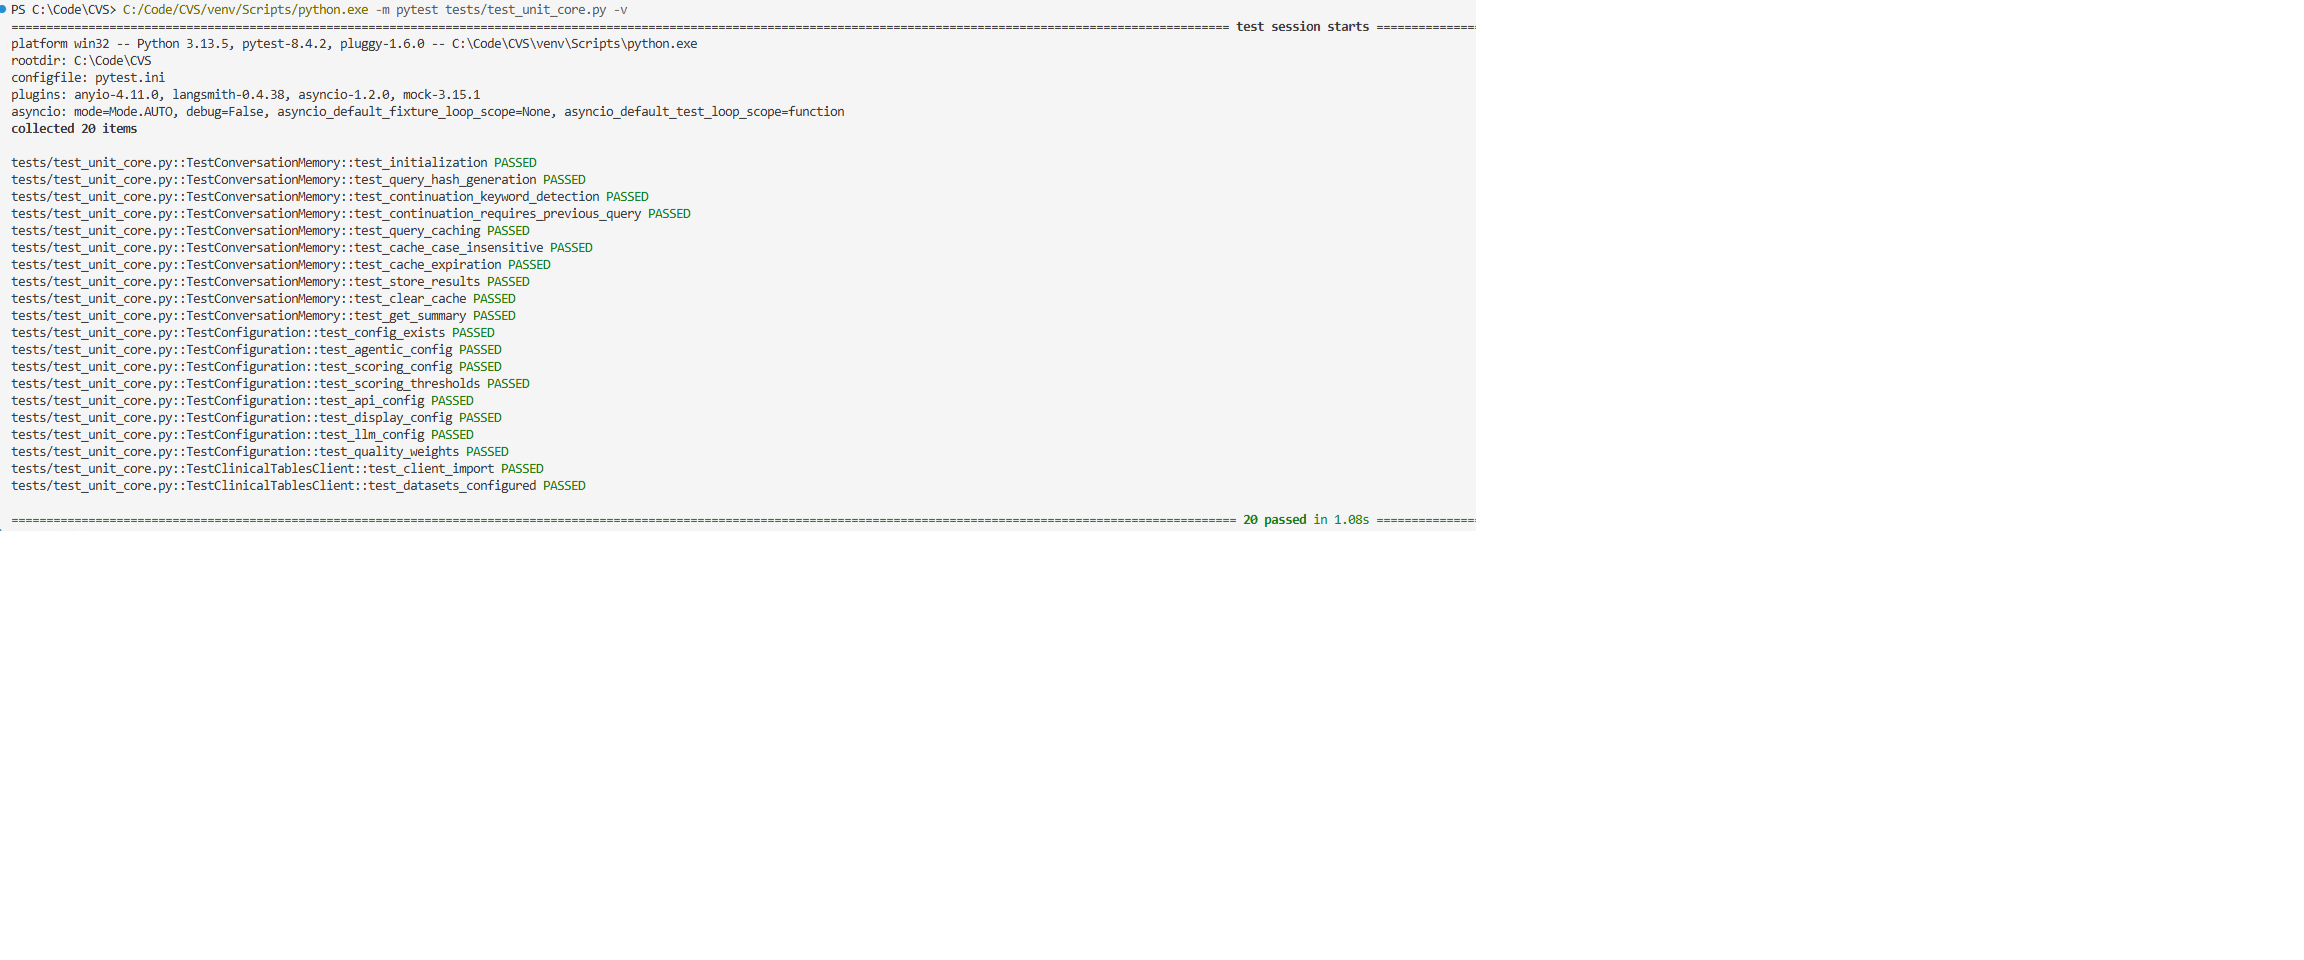 PS C:\Code\CVS> C:/Code/CVS/venv/Scripts/python.exe -m pytest tests/test_unit_core.py -v
============================== test session starts ===============
platform win32 -- Python 3.13.5, pytest-8.4.2, pluggy-1.6.0 -- C:\Code\CVS\venv\Scripts\python.exe
rootdir: C:\Code\CVS
configfile: pytest.ini
plugins: anyio-4.11.0, langsmith-0.4.38, asyncio-1.2.0, mock-3.15.1
asyncio: mode=Mode.AUTO, debug=False, asyncio_default_fixture_loop_scope=None, asyncio_default_test_loop_scope=function
collected 20 items
tests/test_unit_core.py::TestConversationMemory::test_initialization PASSED
tests/test_unit_core.py::TestConversationMemory::test_query_hash_generation PASSED
tests/test_unit_core.py::TestConversationMemory::test_continuation_keyword_detection PASSED
tests/test_unit_core.py::TestConversationMemory::test_continuation_requires_previous_query PASSED
tests/test_unit_core.py::TestConversationMemory::test_query_caching PASSED
tests/test_unit_core.py::TestConversationMemory::test_cache_case_insensitive PASSED
tests/test_unit_core.py::TestConversationMemory::test_cache_expiration PASSED
tests/test_unit_core.py::TestConversationMemory::test_store_results PASSED
tests/test_unit_core.py::TestConversationMemory::test_clear_cache PASSED
tests/test_unit_core.py::TestConversationMemory::test_get_summary PASSED
tests/test_unit_core.py::TestConfiguration::test_config_exists PASSED
tests/test_unit_core.py::TestConfiguration::test_agentic_config PASSED
tests/test_unit_core.py::TestConfiguration::test_scoring_config PASSED
tests/test_unit_core.py::TestConfiguration::test_scoring_thresholds PASSED
tests/test_unit_core.py::TestConfiguration::test_api_config PASSED
tests/test_unit_core.py::TestConfiguration::test_display_config PASSED
tests/test_unit_core.py::TestConfiguration::test_llm_config PASSED
tests/test_unit_core.py::TestConfiguration::test_quality_weights PASSED
tests/test_unit_core.py::TestClinicalTablesClient::test_client_import PASSED
tests/test_unit_core.py::TestClinicalTablesClient::test_datasets_configured PASSED
============================== 20 passed in 1.08s ===============